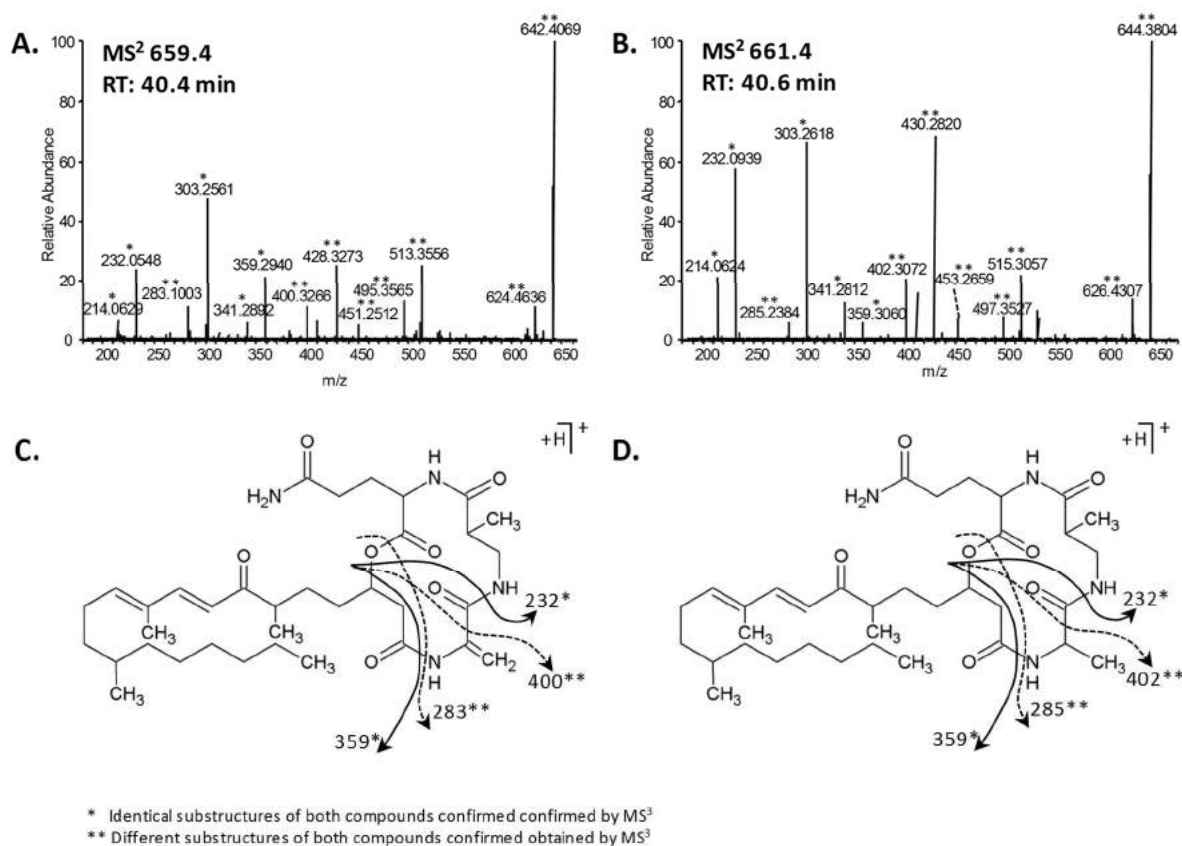 A.
MS² 659.4
RT: 40.4 min
**
642.4069
*
303.2561
*
232.0548
*
214.0629
**
283.1003
*
341.2892
*
359.2940
**
400.3266
**
428.3273
**
451.2512
**
495.3565
**
513.3556
**
624.4636
Relative Abundance
100
80
60
40
20
0
200 250 300 350 400 450 500 550 600 650
m/z
B.
MS² 661.4
RT: 40.6 min
**
644.3804
**
430.2820
*
303.2618
*
232.0939
*
214.0624
**
285.2384
*
341.2812
*
359.3060
**
402.3072
**
453.2659
**
497.3527
**
515.3057
**
626.4307
Relative Abundance
100
80
60
40
20
0
200 250 300 350 400 450 500 550 600 650
m/z
C.
+H]+
O
H
N
O
H₂N
CH₃
O
O
O
O
NH
232*
CH₃
CH₃
CH₃
CH₃
O
N
H
CH₂
400**
283**
359*
D.
+H]+
O
H
N
O
H₂N
CH₃
O
O
O
O
NH
232*
CH₃
CH₃
CH₃
CH₃
O
N
H
CH₃
402**
285**
359*
* Identical substructures of both compounds confirmed confirmed by MS³
** Different substructures of both compounds confirmed obtained by MS³